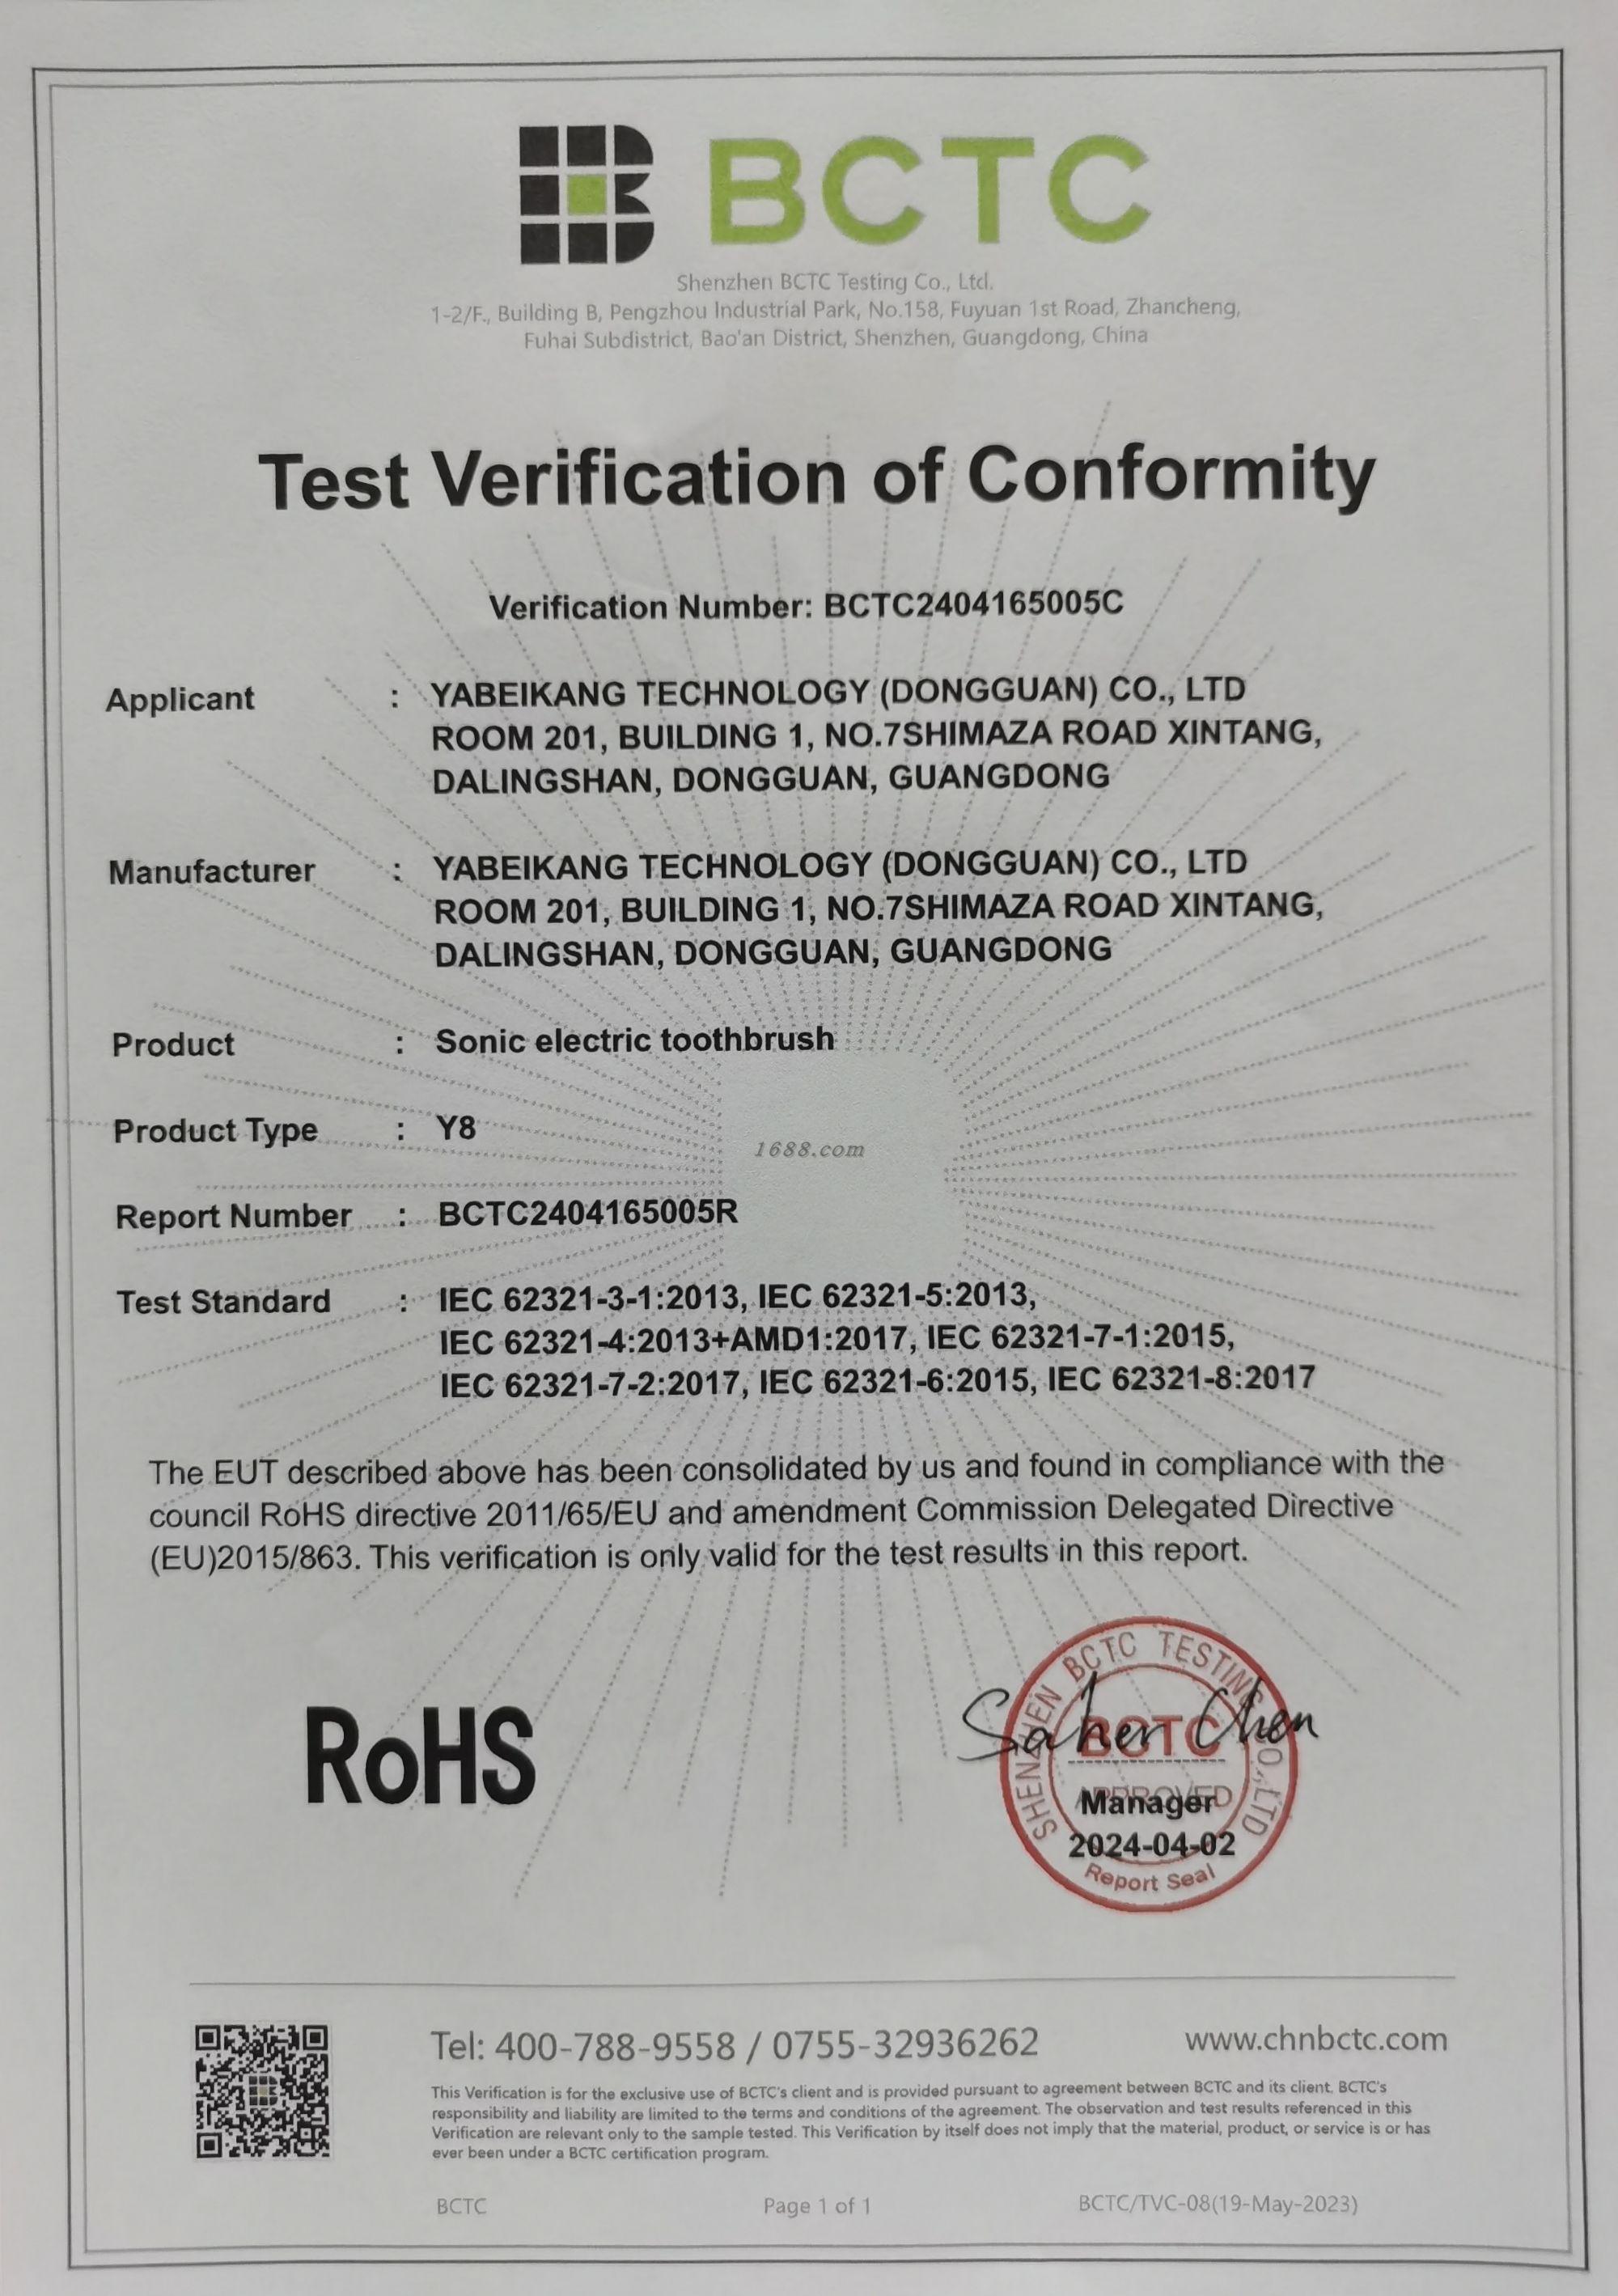 BCTC
Shenzhen BCTC Testing Co., Ltd.
1-2/F., Building B, Pengzhou Industrial Park, No.158, Fuyuan 1st Road, Zhancheng,
Fuhai Subdistrict, Bao'an District, Shenzhen, Guangdong, China
Test Verification of Conformity
Verification Number: BCTC2404165005C
Applicant : YABEIKANG TECHNOLOGY (DONGGUAN) CO., LTD
ROOM 201, BUILDING 1, NO.7SHIMAZA ROAD XINTANG,
DALINGSHAN, DONGGUAN, GUANGDONG
Manufacturer : YABEIKANG TECHNOLOGY (DONGGUAN) CO., LTD
ROOM 201, BUILDING 1, NO.7SHIMAZA ROAD XINTANG,
DALINGSHAN, DONGGUAN, GUANGDONG
Product : Sonic electric toothbrush
Product Type : Y8
1688.com
Report Number : BCTC2404165005R
Test Standard : IEC 62321-3-1:2013, IEC 62321-5:2013,
IEC 62321-4:2013+AMD1:2017, IEC 62321-7-1:2015,
IEC 62321-7-2:2017, IEC 62321-6:2015, IEC 62321-8:2017
The EUT described above has been consolidated by us and found in compliance with the
council RoHS directive 2011/65/EU and amendment Commission Delegated Directive
(EU)2015/863. This verification is only valid for the test results in this report.
RoHS
SHENZHEN BCTC TESTING CO.,LTD
Saher Chen
BCTC
APPROVED
Manager
2024-04-02
Report Seal
Tel: 400-788-9558 / 0755-32936262
www.chnbctc.com
This Verification is for the exclusive use of BCTC's client and is provided pursuant to agreement between BCTC and its client. BCTC's
responsibility and liability are limited to the terms and conditions of the agreement. The observation and test results referenced in this
Verification are relevant only to the sample tested. This Verification by itself does not imply that the material, product, or service is or has
ever been under a BCTC certification program.
BCTC
Page 1 of 1
BCTC/TVC-08(19-May-2023)